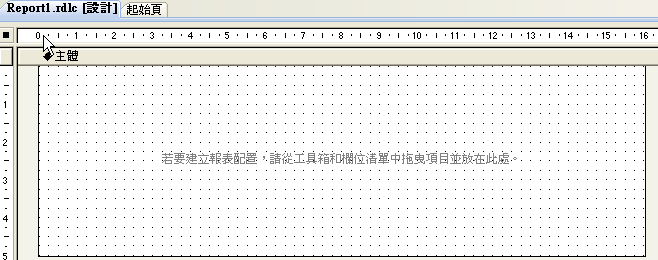 Report1.rdlc [設計] 起始頁
0 1 2 3 4 5 6 7 8 9 10 11 12 13 14 15 16
主體
1
若要建立報表配置，請從工具箱和欄位清單中拖曳項目並放在此處。
2
3
4
5